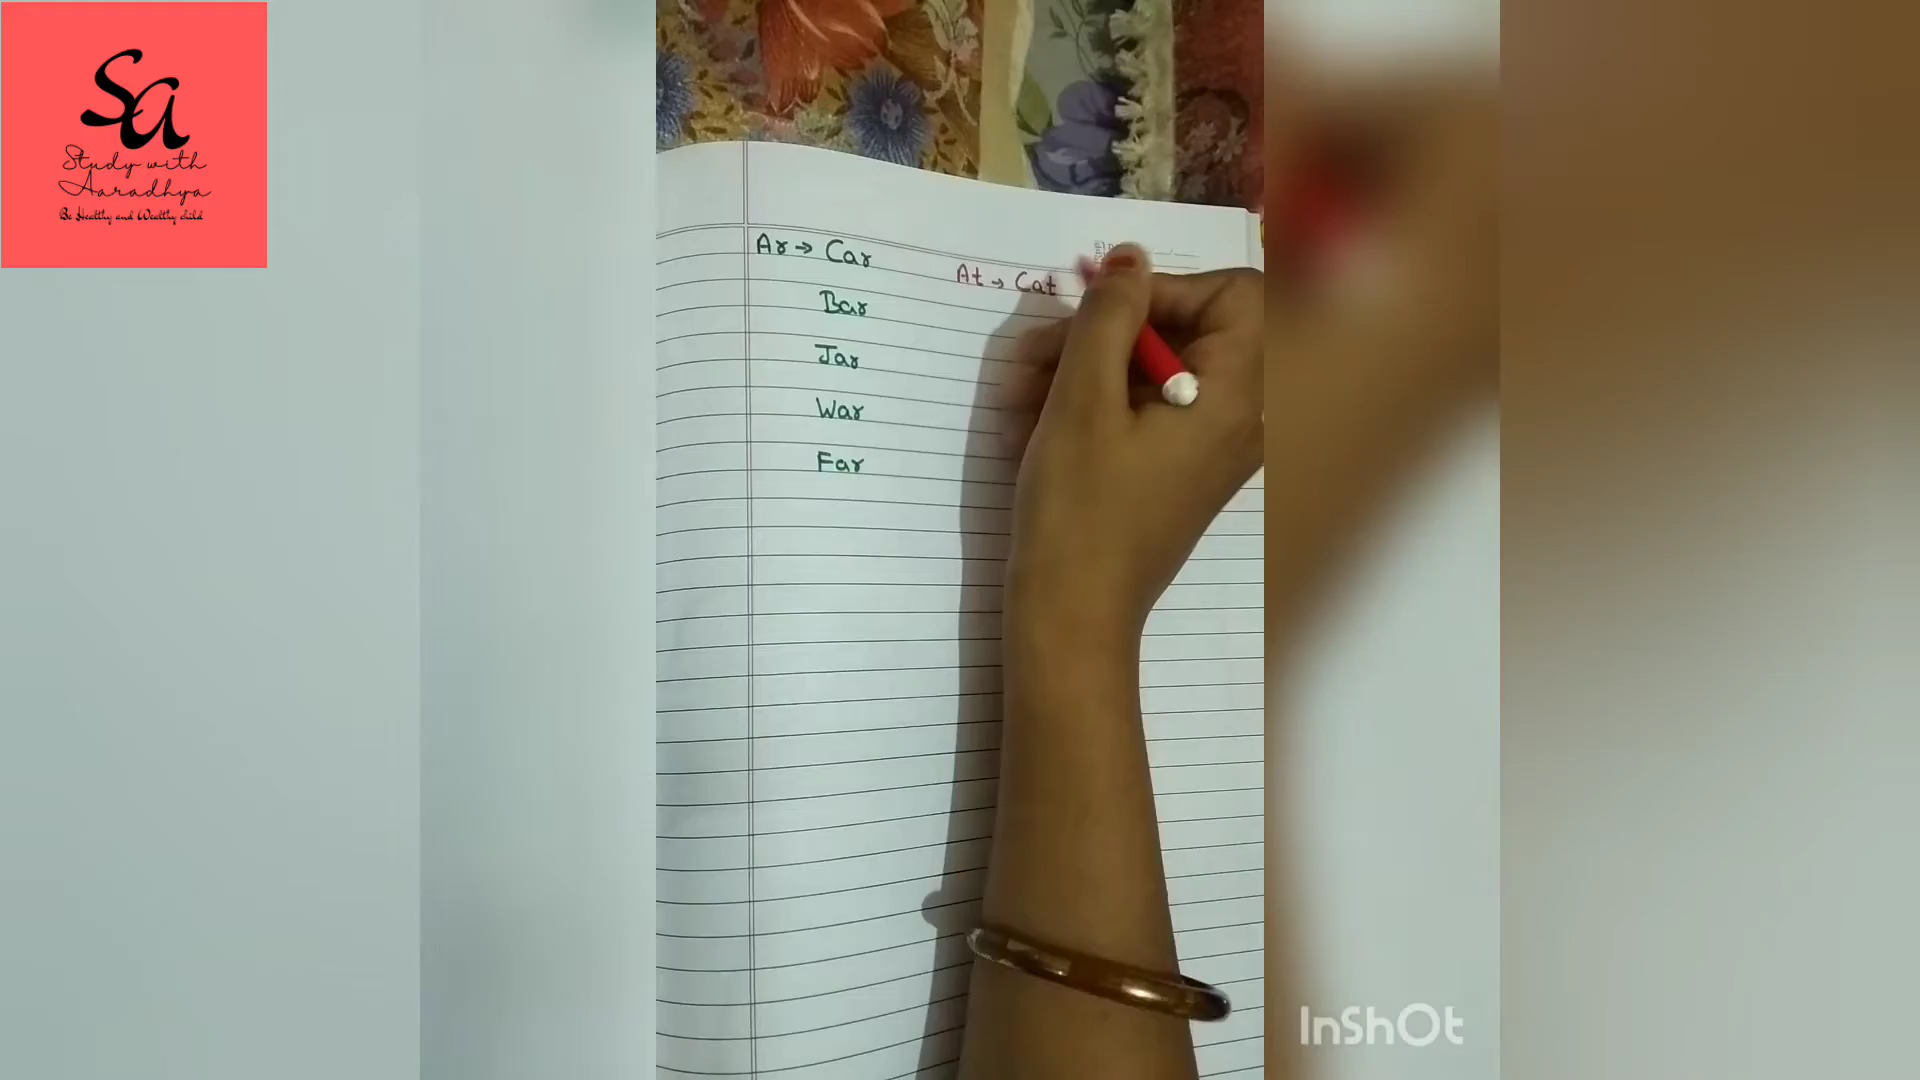 Sa
Study with
Aaradhya
Be Healthy and Wealthy child
Ar → Car
At → Cat
Bar
Jar
War
Far
InShOt